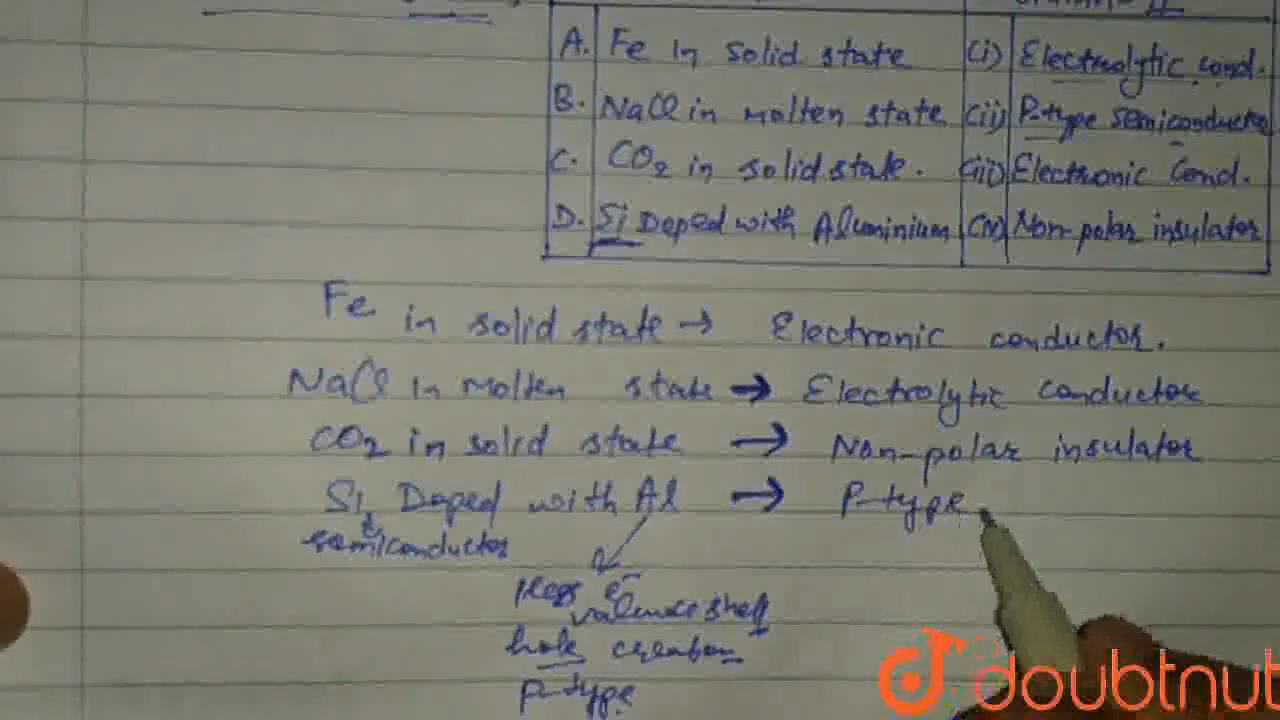 A. Fe in solid state (i) Electrolytic cond.
B. NaCl in molten state (ii) P-type semiconducto
C. CO2 in solid state. (iii) Electronic Cond.
D. Si Doped with Aluminium (iv) Non-polar insulator
Fe in solid state → Electronic conductor.
NaCl in Molten state → Electrolytic conductor
CO2 in solid state → Non-polar insulator
Si Doped with Al → P-type
semiconductor
less e-
valence shell
hole creation
P-type
doubtnut